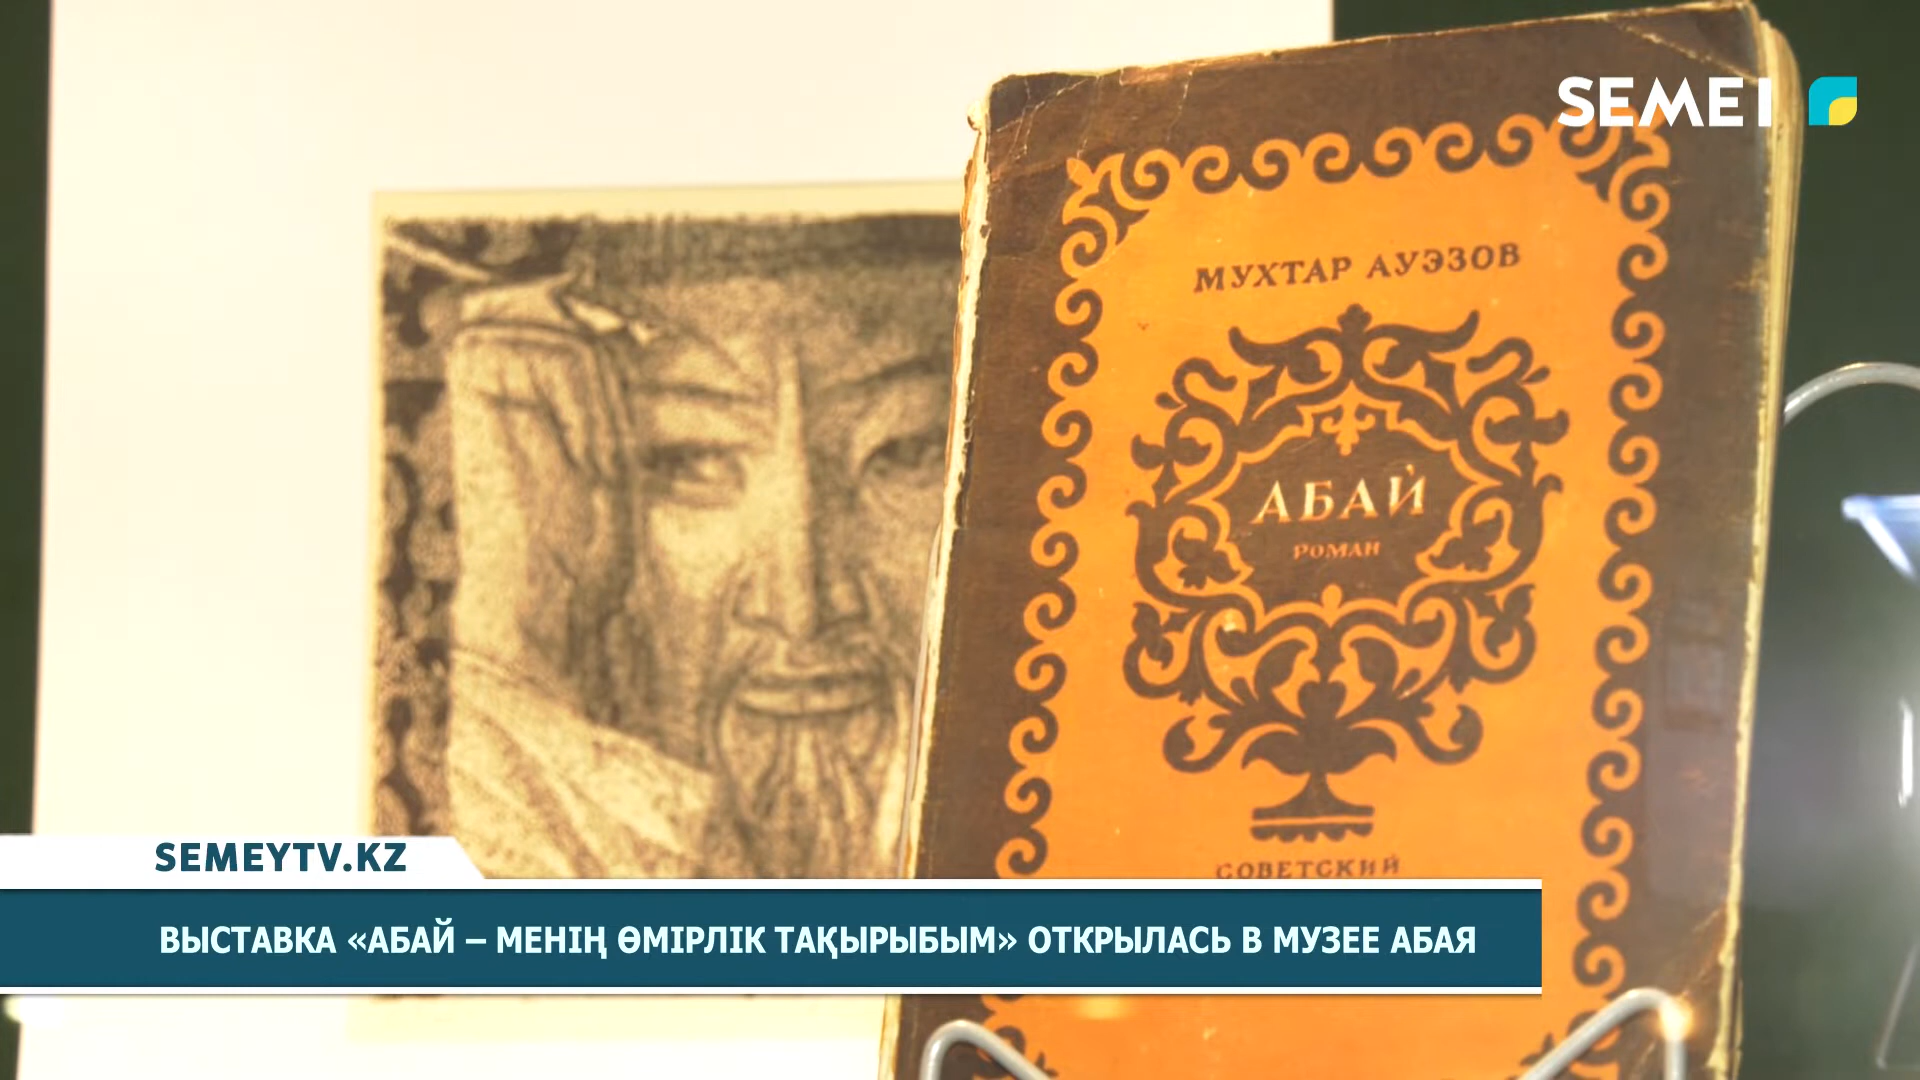 SEMEI
МУХТАР АУЭЗОВ
АБАЙ
РОМАН
СОВЕТСКИЙ
SEMEYTV.KZ
ВЫСТАВКА «АБАЙ – МЕНІҢ ӨМІРЛІК ТАҚЫРЫБЫМ» ОТКРЫЛАСЬ В МУЗЕЕ АБАЯ